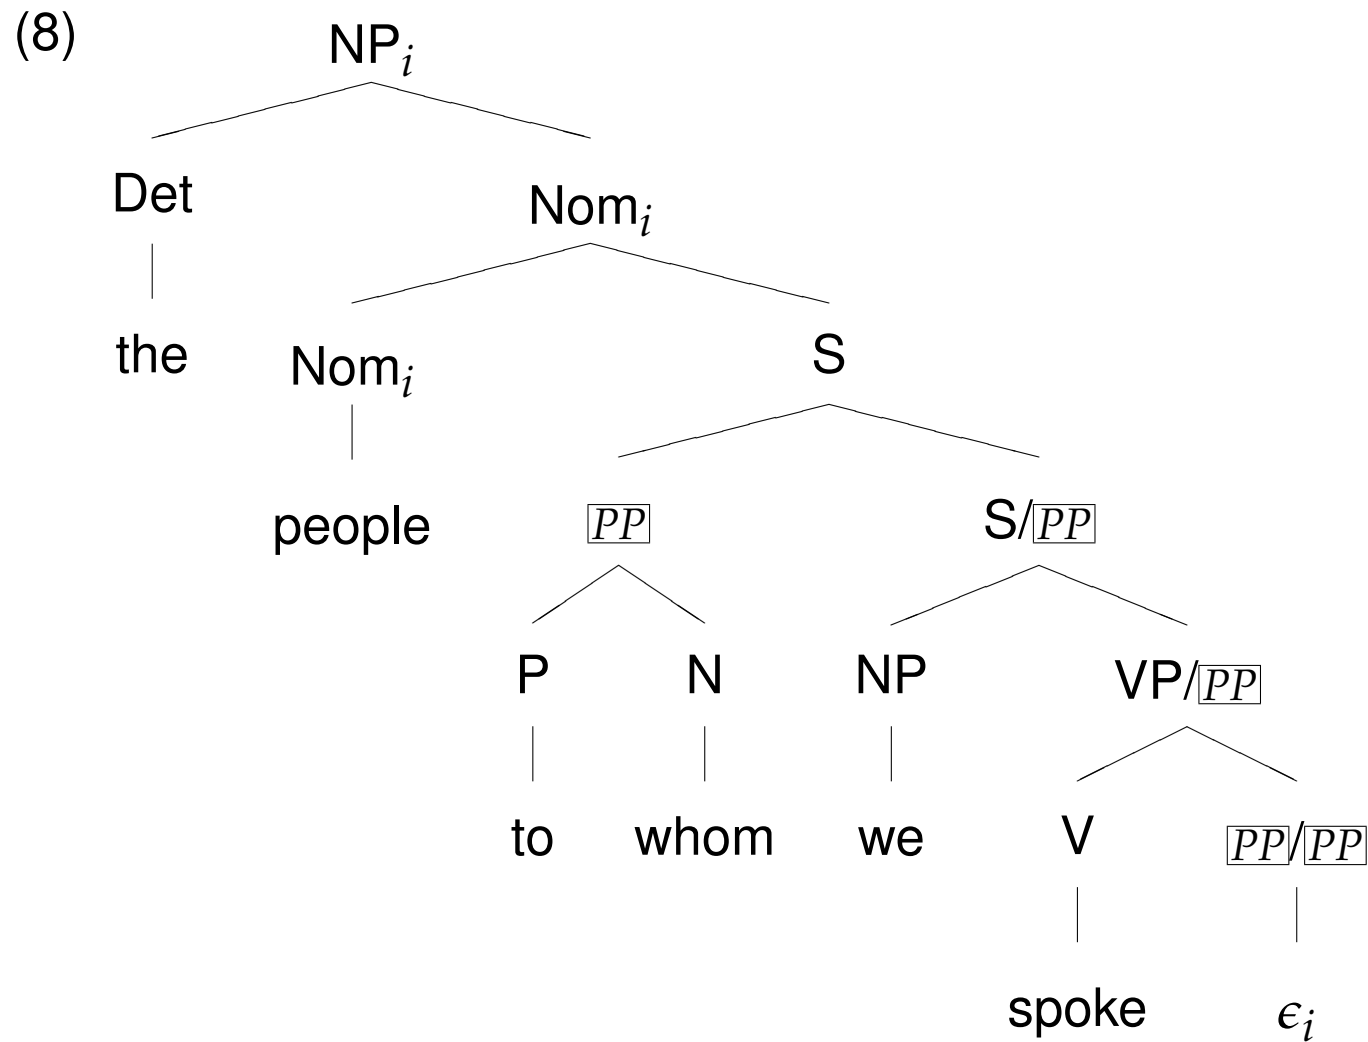 (8) NPi
Det Nomi
the Nomi S
people PP S/PP
P N NP VP/PP
to whom we V PP/PP
spoke ϵi